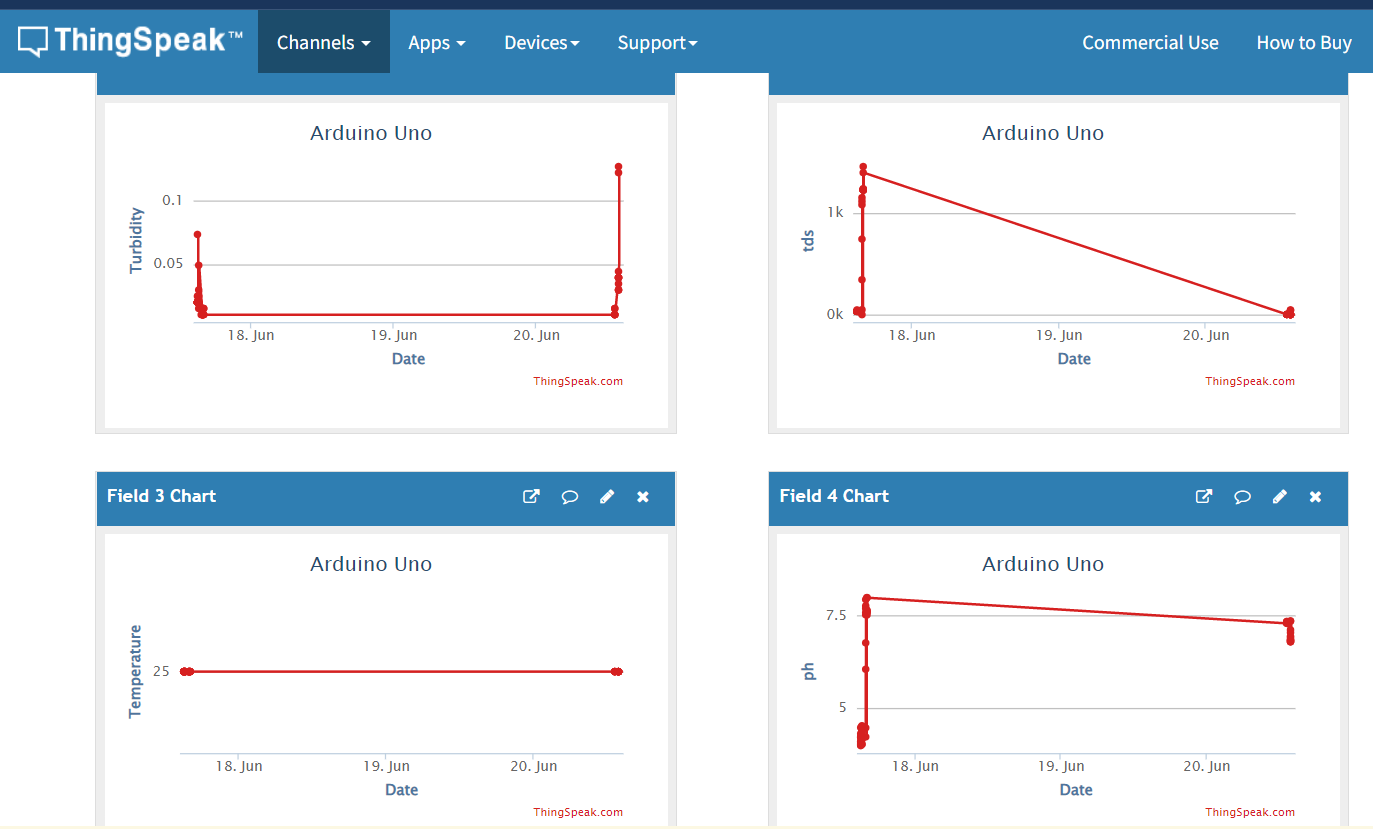 ThingSpeak™ Channels Apps Devices Support Commercial Use How to Buy
Arduino Uno
Turbidity
0.1
0.05
18. Jun 19. Jun 20. Jun
Date
ThingSpeak.com
Arduino Uno
tds
1k
0k
18. Jun 19. Jun 20. Jun
Date
ThingSpeak.com
Field 3 Chart
Arduino Uno
Temperature
25
18. Jun 19. Jun 20. Jun
Date
ThingSpeak.com
Field 4 Chart
Arduino Uno
ph
7.5
5
18. Jun 19. Jun 20. Jun
Date
ThingSpeak.com